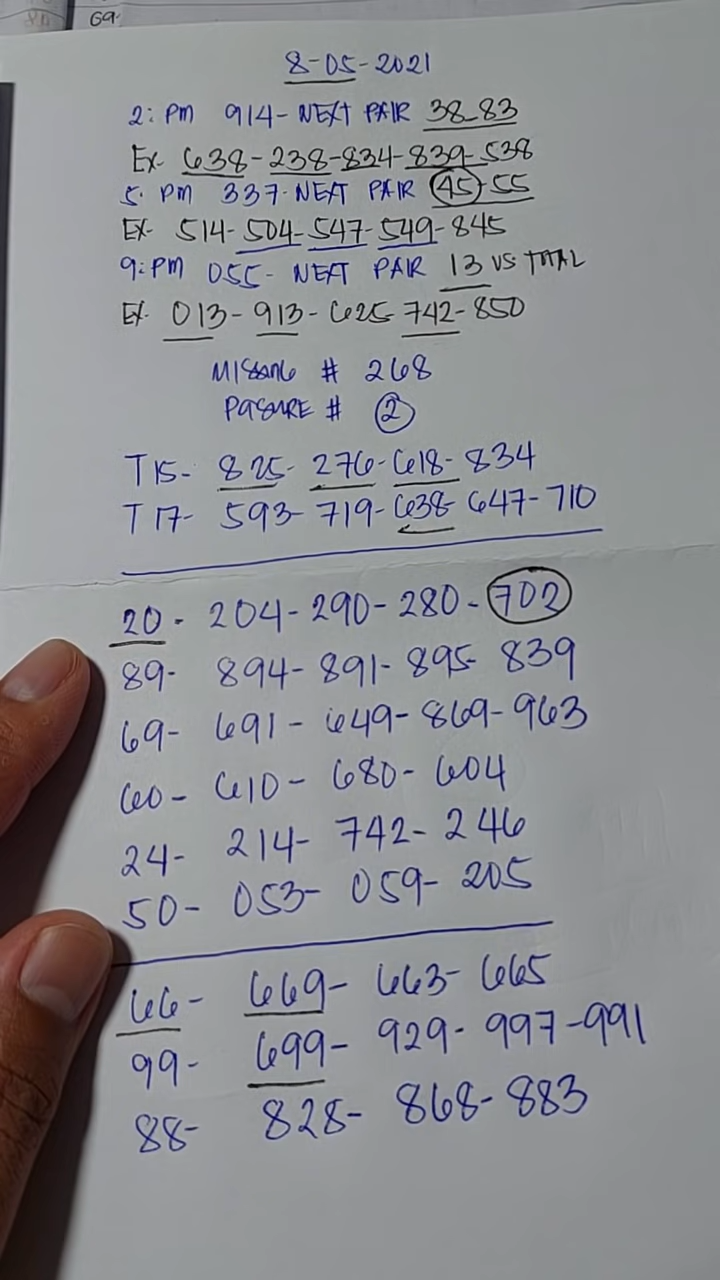 69
8-05-2021
2: PM 914- NEXT PAIR 38-83
EX- 638-238-834-839-538
5. PM 337-NEXT PAIR 45-55
EX- 514-504-547-549-845
9:PM 055- NEXT PAIR 13 VS TOTAL
EX. 013-913-625-742-850
MISSING # 268
PASURE # 2
T15- 825-276-618-834
T17- 593-719-638-647-710
20- 204-290-280-702
89- 894-891-895-839
69- 691-649-869-963
60- 610-680-604
24- 214-742-246
50- 053-059-205
66- 669-663-665
99- 699-929-997-991
88- 828-868-883